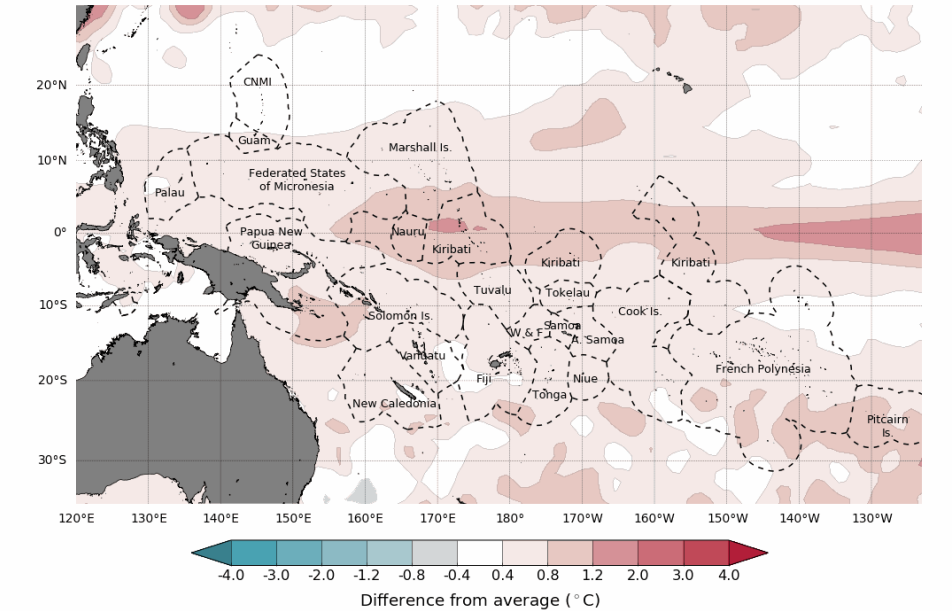 20°N
10°N
0°
10°S
20°S
30°S
CNMI
Guam
Marshall Is.
Federated States
of Micronesia
Palau
Papua New
Guinea
Nauru
Kiribati
Kiribati
Kiribati
Tuvalu
Tokelau
Solomon Is.
Cook Is.
W & F
Samoa
A. Samoa
Vanuatu
Fiji
Niue
French Polynesia
Tonga
New Caledonia
Pitcairn
Is.
120°E 130°E 140°E 150°E 160°E 170°E 180° 170°W 160°W 150°W 140°W 130°W
-4.0 -3.0 -2.0 -1.2 -0.8 -0.4 0.4 0.8 1.2 2.0 3.0 4.0
Difference from average (°C)